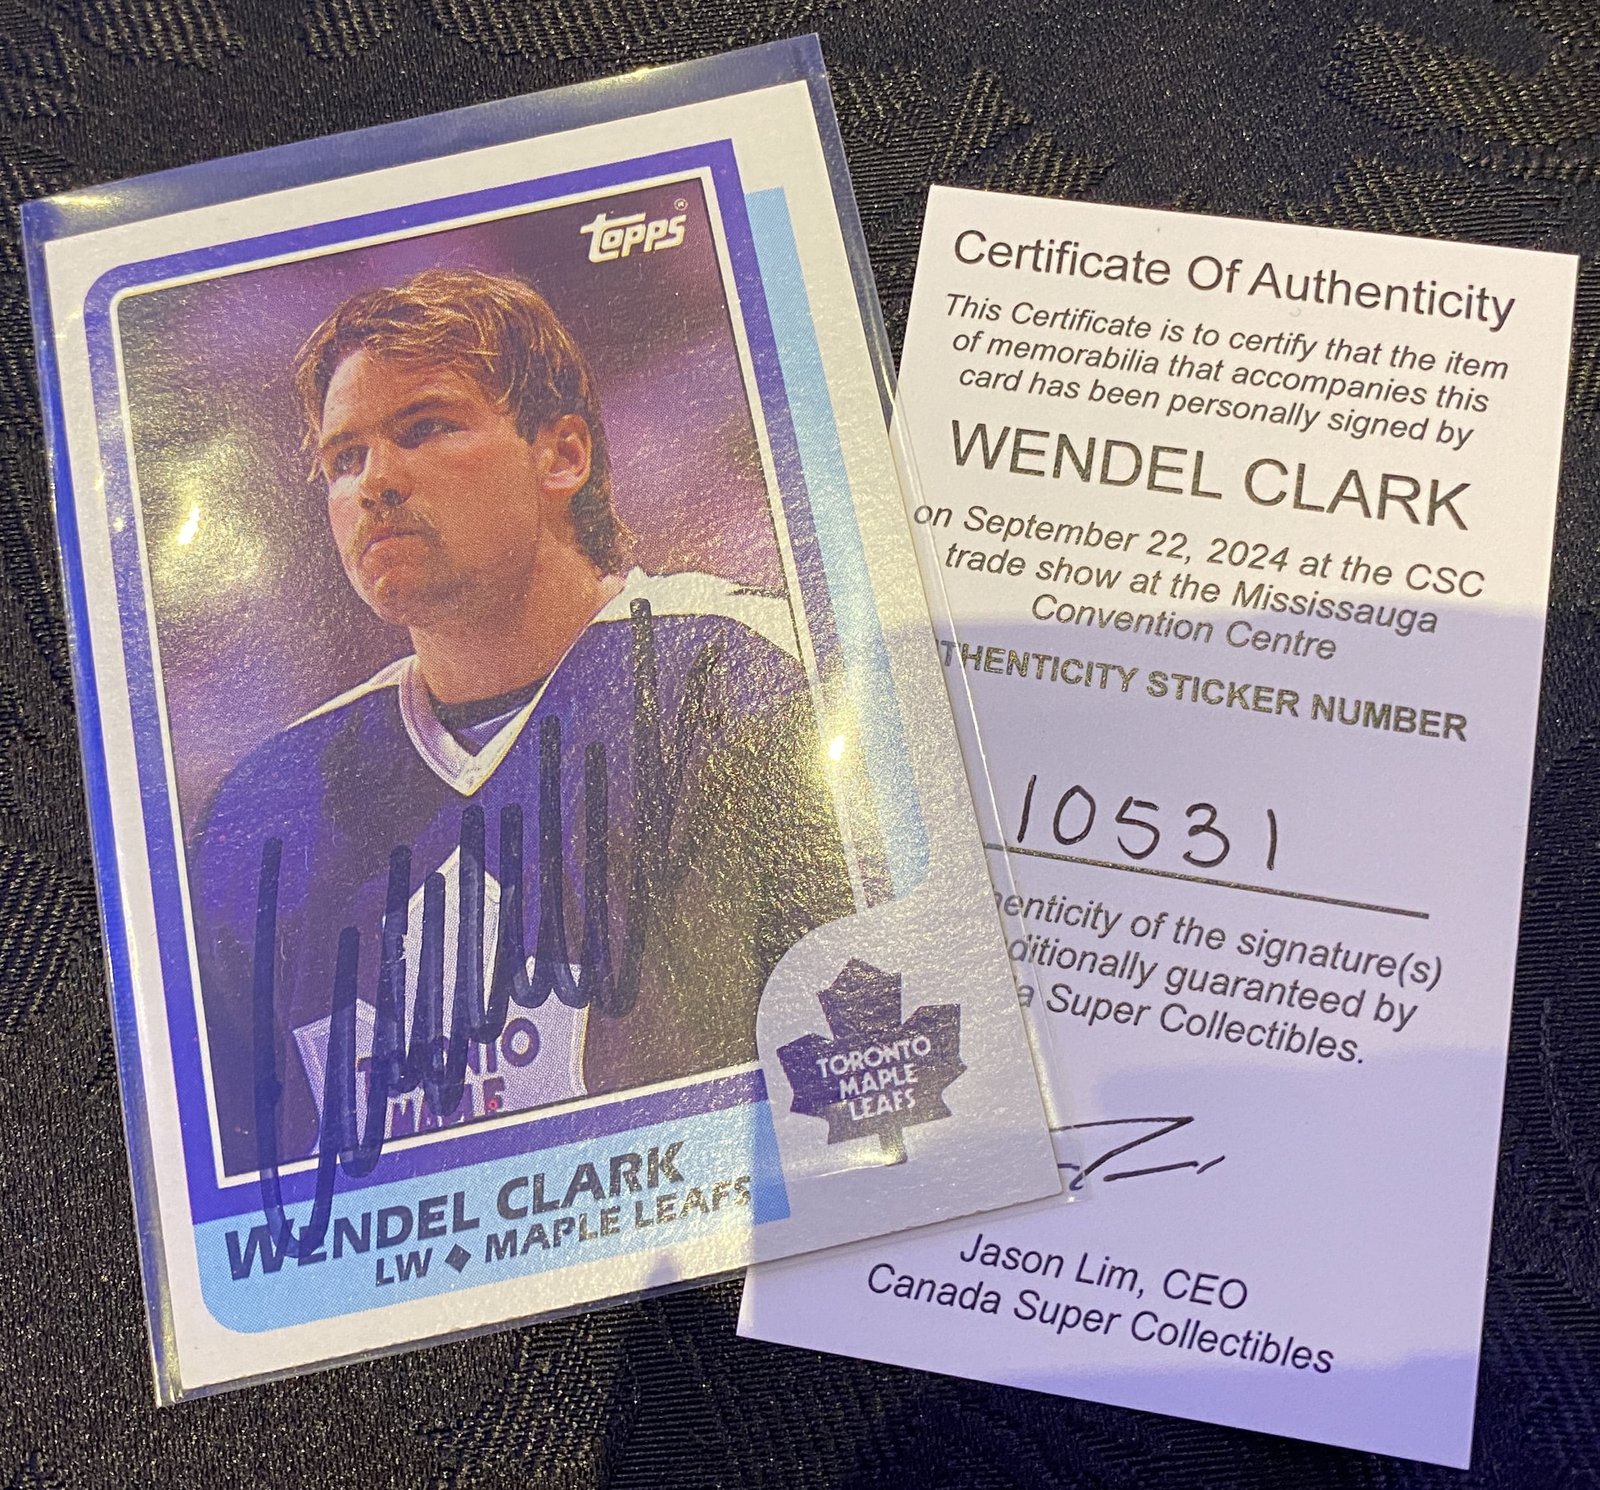 topps
TORONTO
MAPLE
WENDEL CLARK
LW ◆ MAPLE LEAFS
TORONTO
MAPLE
LEAFS
Certificate Of Authenticity
This Certificate is to certify that the item
of memorabilia that accompanies this
card has been personally signed by
WENDEL CLARK
on September 22, 2024 at the CSC
trade show at the Mississauga
Convention Centre
THENTICITY STICKER NUMBER
10531
enticity of the signature(s)
ditionally guaranteed by
a Super Collectibles.
Jason Lim, CEO
Canada Super Collectibles